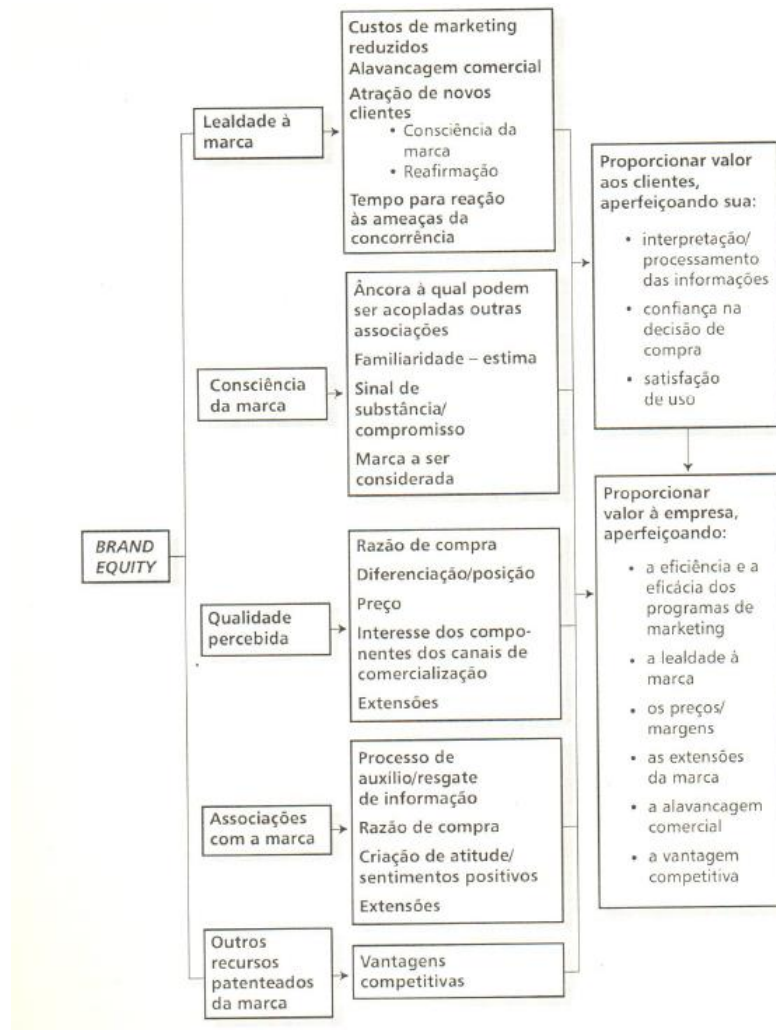 BRAND
EQUITY
Lealdade à
marca
Custos de marketing
reduzidos
Alavancagem comercial
Atração de novos
clientes
• Consciência da
marca
• Reafirmação
Tempo para reação
às ameaças da
concorrência
Consciência
da marca
Âncora à qual podem
ser acopladas outras
associações
Familiaridade – estima
Sinal de
substância/
compromisso
Marca a ser
considerada
Qualidade
percebida
Razão de compra
Diferenciação/posição
Preço
Interesse dos compo-
nentes dos canais de
comercialização
Extensões
Associações
com a marca
Processo de
auxílio/resgate
de informação
Razão de compra
Criação de atitude/
sentimentos positivos
Extensões
Outros
recursos
patenteados
da marca
Vantagens
competitivas
Proporcionar valor
aos clientes,
aperfeiçoando sua:
• interpretação/
processamento
das informações
• confiança na
decisão de
compra
• satisfação
de uso
Proporcionar
valor à empresa,
aperfeiçoando:
• a eficiência e a
eficácia dos
programas de
marketing
• a lealdade à
marca
• os preços/
margens
• as extensões
da marca
• a alavancagem
comercial
• a vantagem
competitiva